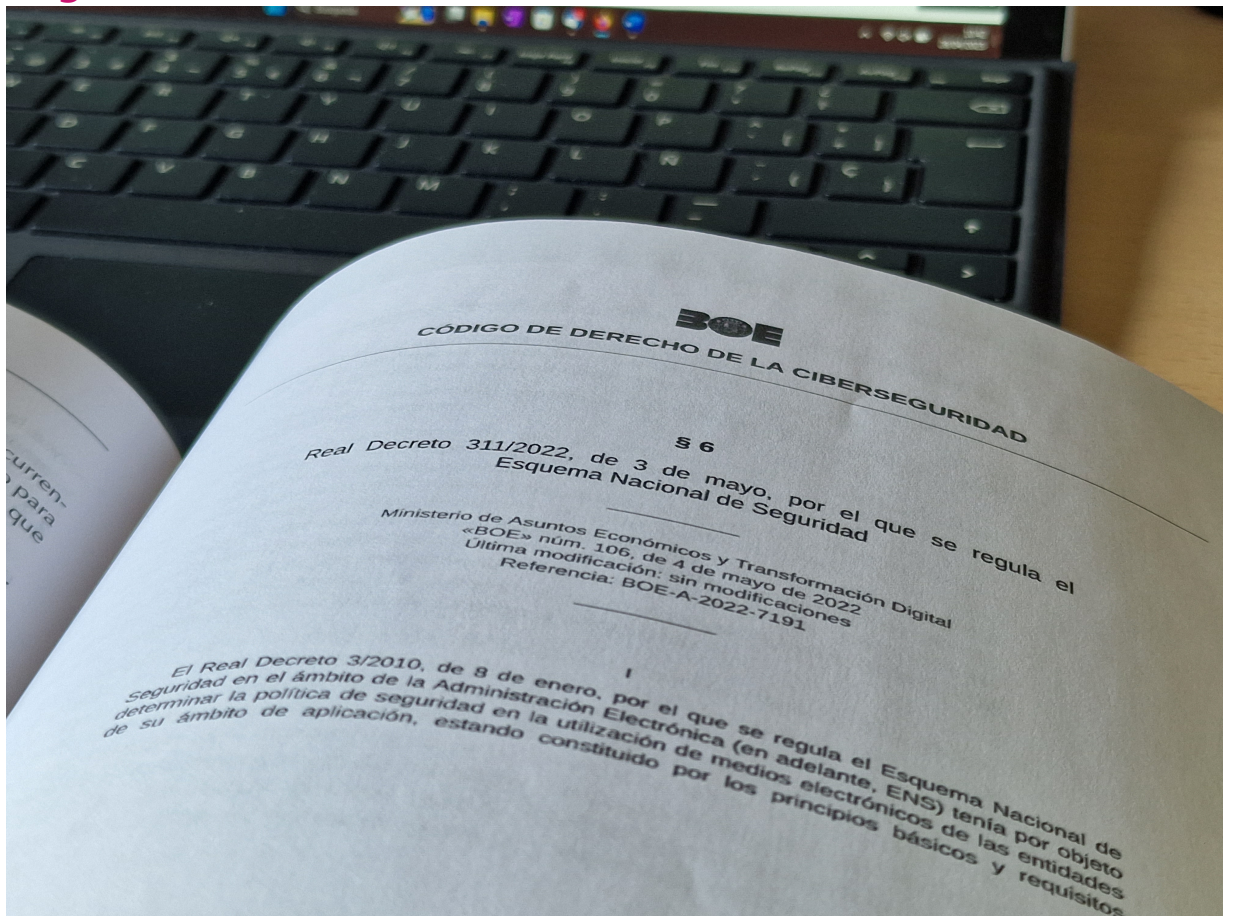 curren-
para
que
BOE
CÓDIGO DE DERECHO DE LA CIBERSEGURIDAD
§ 6
Real Decreto 311/2022, de 3 de mayo, por el que se regula el
Esquema Nacional de Seguridad
Ministerio de Asuntos Económicos y Transformación Digital
«BOE» núm. 106, de 4 de mayo de 2022
Última modificación: sin modificaciones
Referencia: BOE-A-2022-7191
I
El Real Decreto 3/2010, de 8 de enero, por el que se regula el Esquema Nacional de
Seguridad en el ámbito de la Administración Electrónica (en adelante, ENS) tenía por objeto
determinar la política de seguridad en la utilización de medios electrónicos de las entidades
de su ámbito de aplicación, estando constituido por los principios básicos y requisitos